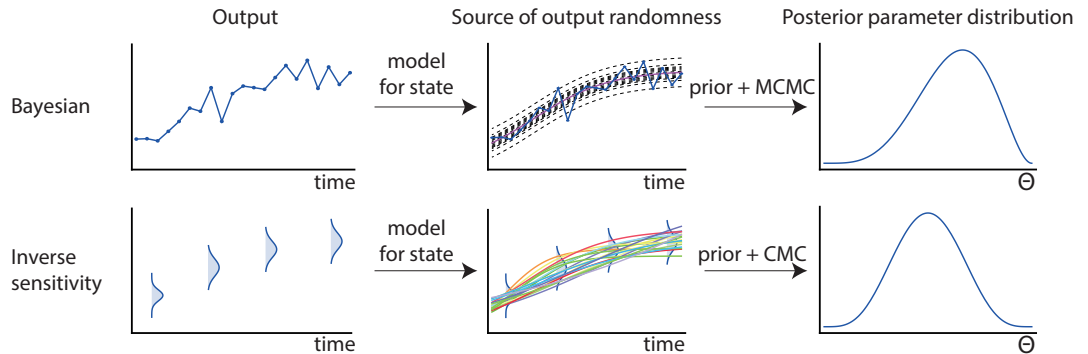 Output
Source of output randomness
Posterior parameter distribution
Bayesian
model
for state
prior + MCMC
time
time
Θ
Inverse
sensitivity
model
for state
prior + CMC
time
time
Θ